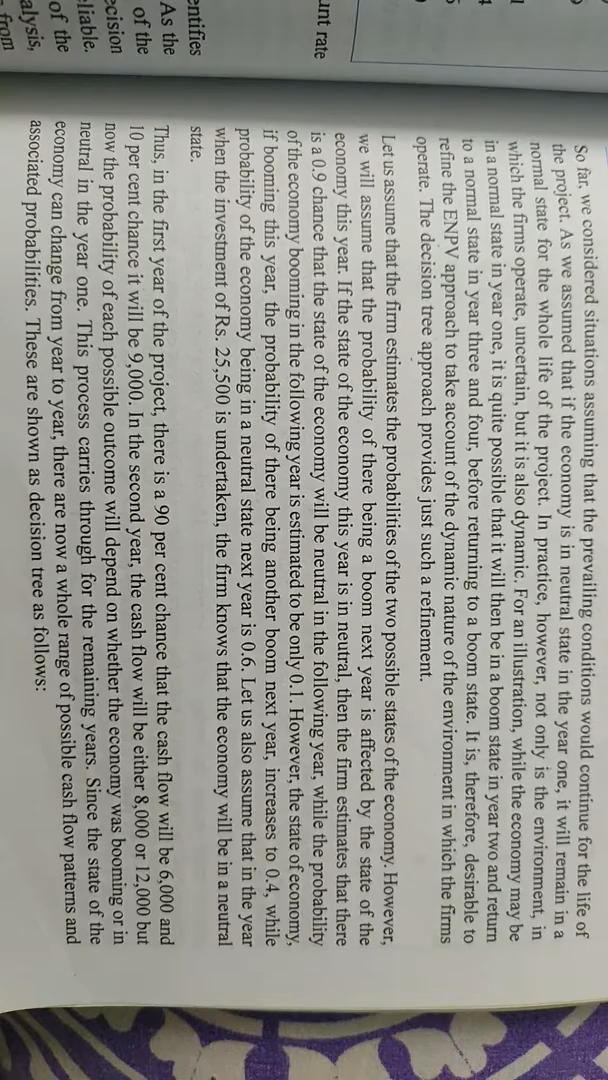 So far, we considered situations assuming that the prevailing conditions would continue for the life of
the project. As we assumed that if the economy is in neutral state in the year one, it will remain in a
normal state for the whole life of the project. In practice, however, not only is the environment, in
which the firms operate, uncertain, but it is also dynamic. For an illustration, while the economy may be
in a normal state in year one, it is quite possible that it will then be in a boom state in year two and return
to a normal state in year three and four, before returning to a boom state. It is, therefore, desirable to
refine the ENPV approach to take account of the dynamic nature of the environment in which the firms
operate. The decision tree approach provides just such a refinement.
Let us assume that the firm estimates the probabilities of the two possible states of the economy. However,
we will assume that the probability of there being a boom next year is affected by the state of the
economy this year. If the state of the economy this year is in neutral, then the firm estimates that there
is a 0.9 chance that the state of the economy will be neutral in the following year, while the probability
of the economy booming in the following year is estimated to be only 0.1. However, the state of economy,
if booming this year, the probability of there being another boom next year, increases to 0.4, while
probability of the economy being in a neutral state next year is 0.6. Let us also assume that in the year
when the investment of Rs. 25,500 is undertaken, the firm knows that the economy will be in a neutral
state.
Thus, in the first year of the project, there is a 90 per cent chance that the cash flow will be 6,000 and
10 per cent chance it will be 9,000. In the second year, the cash flow will be either 8,000 or 12,000 but
now the probability of each possible outcome will depend on whether the economy was booming or in
neutral in the year one. This process carries through for the remaining years. Since the state of the
economy can change from year to year, there are now a whole range of possible cash flow patterns and
associated probabilities. These are shown as decision tree as follows:
unt rate
entifies
As the
of the
ecision
eliable.
of the
alysis,
from